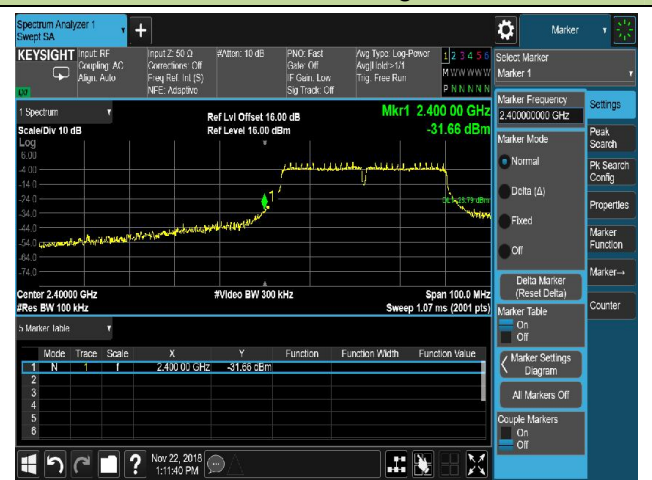 Spectrum Analyzer 1
Swept SA
+
Marker
KEYSIGHT
Input: RF
Coupling: AC
Align: Auto
Input Z: 50 Ω
Corrections: Off
Freq Ref: Int (S)
NFE: Adaptive
#Atten: 10 dB
PNO: Fast
Gate: Off
IF Gain: Low
Sig Track: Off
Avg Type: Log-Power
Avg|Hold:>1/1
Trig: Free Run
1 2 3 4 5 6
M W W W W W
P N N N N N
Select Marker
Marker 1
1 Spectrum
Scale/Div 10 dB
Ref Lvl Offset 16.00 dB
Ref Level 16.00 dBm
Mkr1 2.400 00 GHz
-31.66 dBm
Log
6.00
-4.00
-14.0
-24.0
-34.0
-44.0
-54.0
-64.0
-74.0
1
Center 2.40000 GHz
#Res BW 100 kHz
#Video BW 300 kHz
Span 100.0 MHz
Sweep 1.07 ms (2001 pts)
5 Marker Table
Mode Trace Scale X Y Function Function Width Function Value
1 N 1 f 2.400 00 GHz -31.66 dBm
2
3
4
5
6
Marker Frequency
2.400000000 GHz
Marker Mode
Normal
Delta (Δ)
Fixed
Off
Delta Marker
(Reset Delta)
Marker Table
On
Off
Marker Settings
Diagram
All Markers Off
Couple Markers
On
Off
Settings
Peak
Search
Pk Search
Config
Properties
Marker
Function
Marker→
Counter
?
Nov 22, 2018
1:11:40 PM